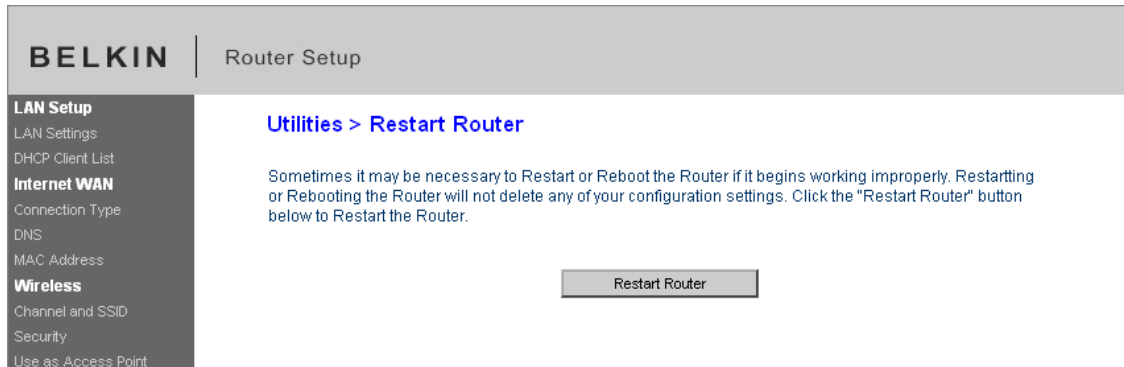 BELKIN
Router Setup
LAN Setup
LAN Settings
DHCP Client List
Internet WAN
Connection Type
DNS
MAC Address
Wireless
Channel and SSID
Security
Use as Access Point
Utilities > Restart Router
Sometimes it may be necessary to Restart or Reboot the Router if it begins working improperly. Restartting
or Rebooting the Router will not delete any of your configuration settings. Click the "Restart Router" button
below to Restart the Router.
Restart Router